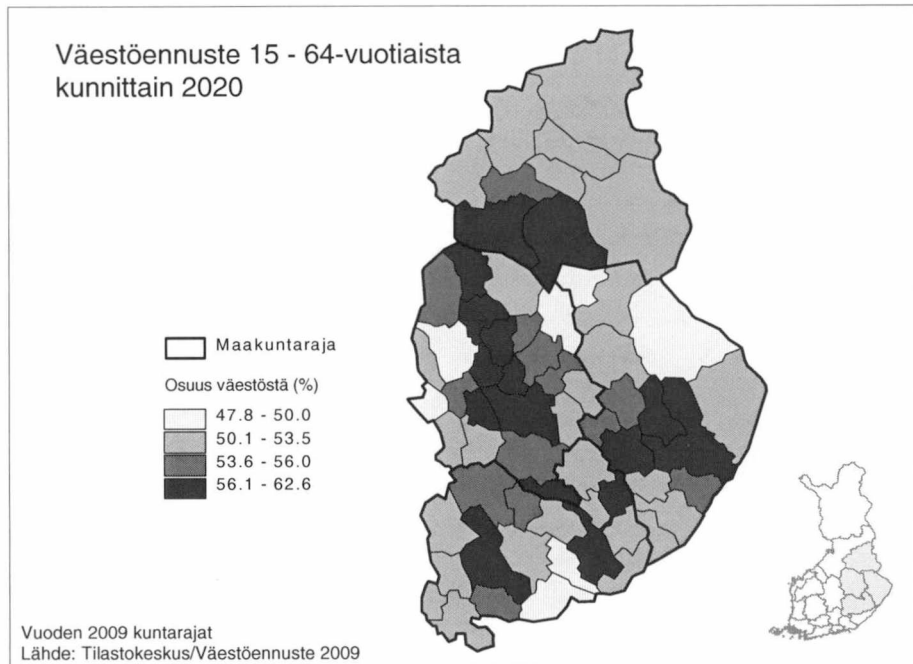 Väestöennuste 15 - 64-vuotiaista
kunnittain 2020
Maakuntaraja
Osuus väestöstä (%)
47.8 - 50.0
50.1 - 53.5
53.6 - 56.0
56.1 - 62.6
Vuoden 2009 kuntarajat
Lähde: Tilastokeskus/Väestöennuste 2009